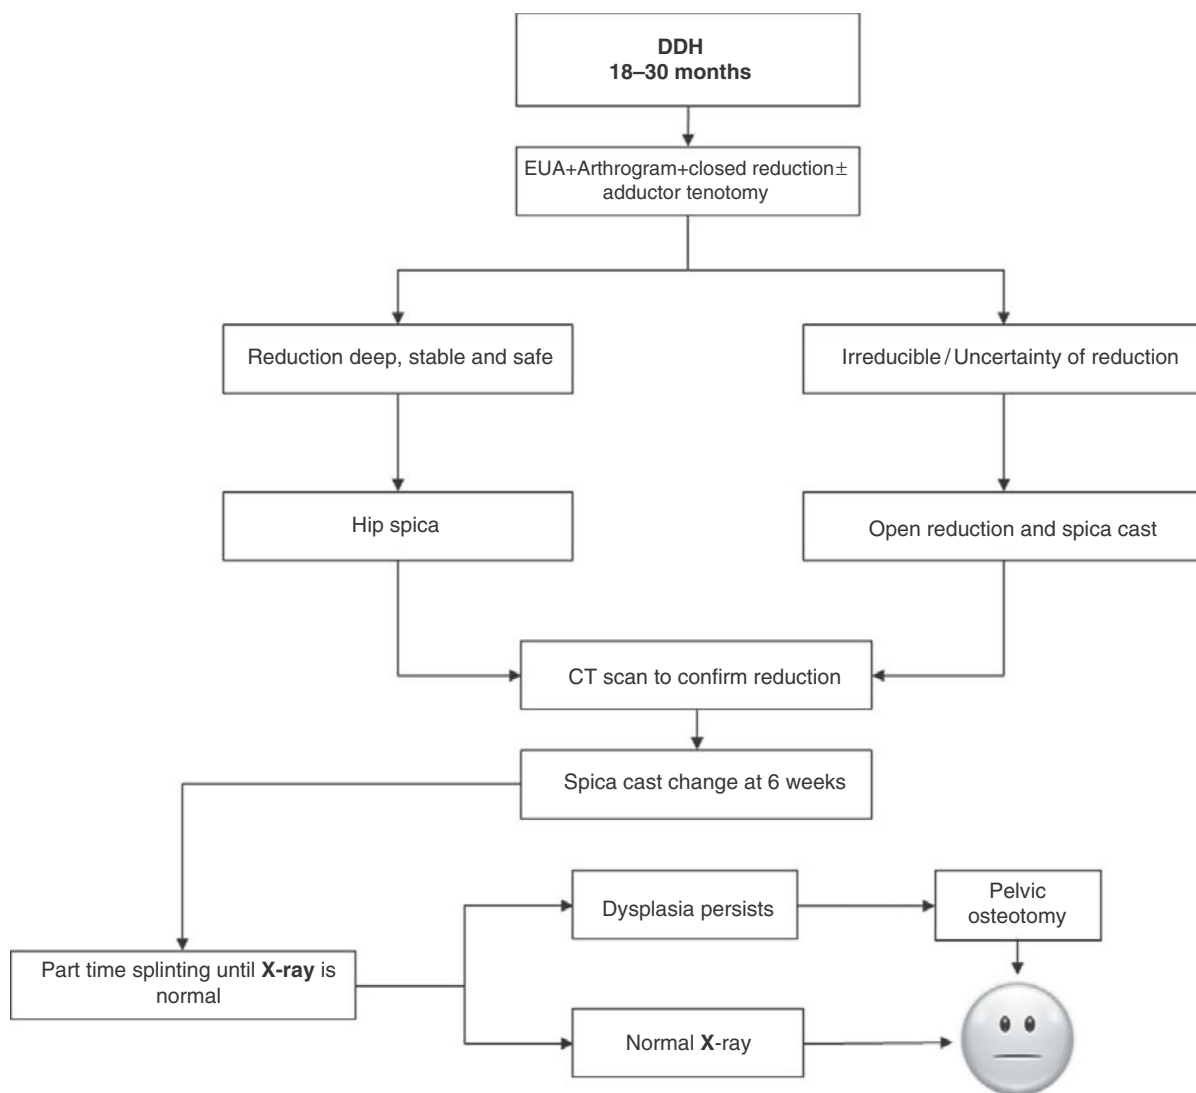 DDH
18–30 months
EUA+Arthrogram+closed reduction±
adductor tenotomy
Reduction deep, stable and safe
Irreducible/Uncertainty of reduction
Hip spica
Open reduction and spica cast
CT scan to confirm reduction
Spica cast change at 6 weeks
Dysplasia persists
Pelvic
osteotomy
Part time splinting until X-ray is
normal
Normal X-ray